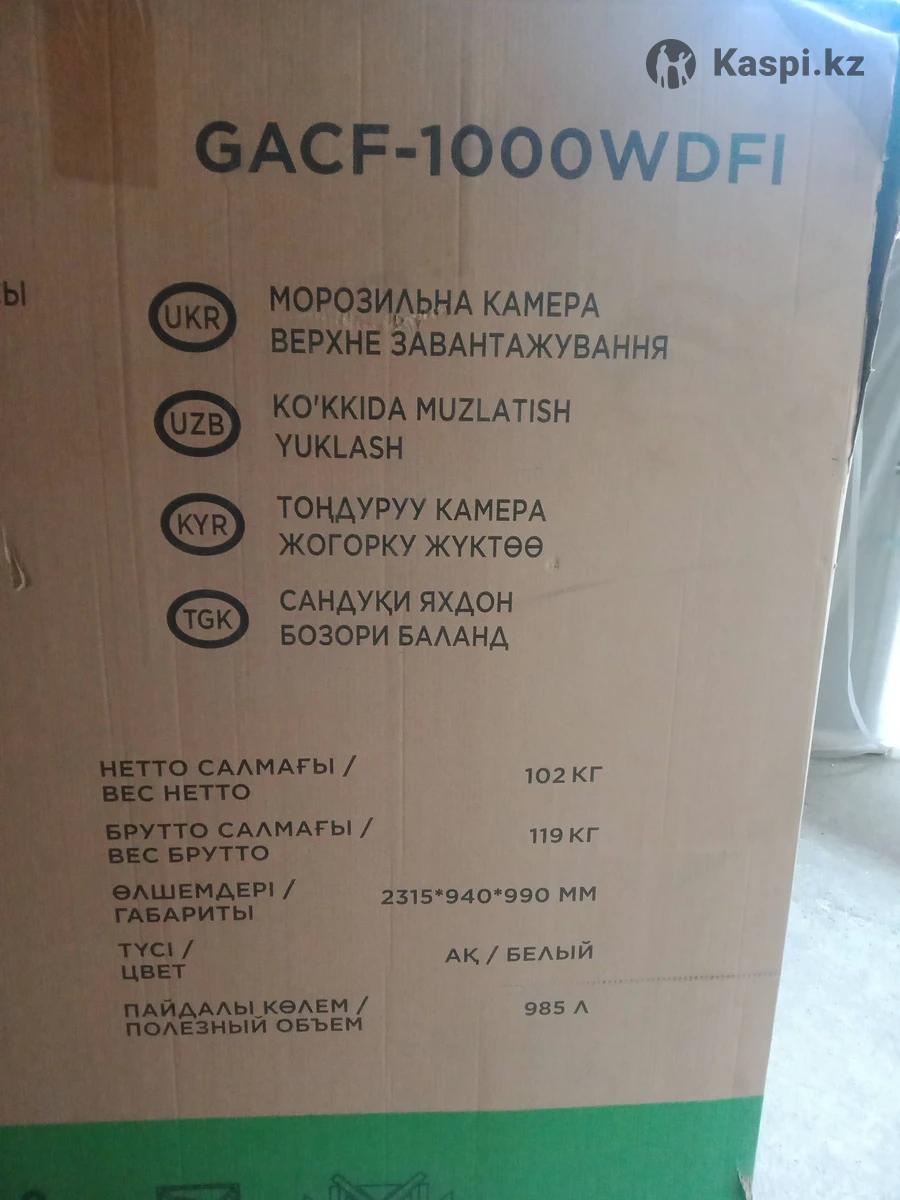 Kaspi.kz
GACF-1000WDFI
СЫ
UKR
МОРОЗИЛЬНА КАМЕРА
ВЕРХНЕ ЗАВАНТАЖУВАННЯ
UZB
KO'KKIDA MUZLATISH
YUKLASH
KYR
ТОҢДУРУУ КАМЕРА
ЖОГОРКУ ЖҮКТӨӨ
TGK
САНДУҚИ ЯХДОН
БОЗОРИ БАЛАНД
НЕТТО САЛМАҒЫ / 102 КГ
ВЕС НЕТТО
БРУТТО САЛМАҒЫ / 119 КГ
ВЕС БРУТТО
ӨЛШЕМДЕРІ / 2315*940*990 ММ
ГАБАРИТЫ
ТҮСІ / АҚ / БЕЛЫЙ
ЦВЕТ
ПАЙДАЛЫ КӨЛЕМ / 985 Л
ПОЛЕЗНЫЙ ОБЪЕМ